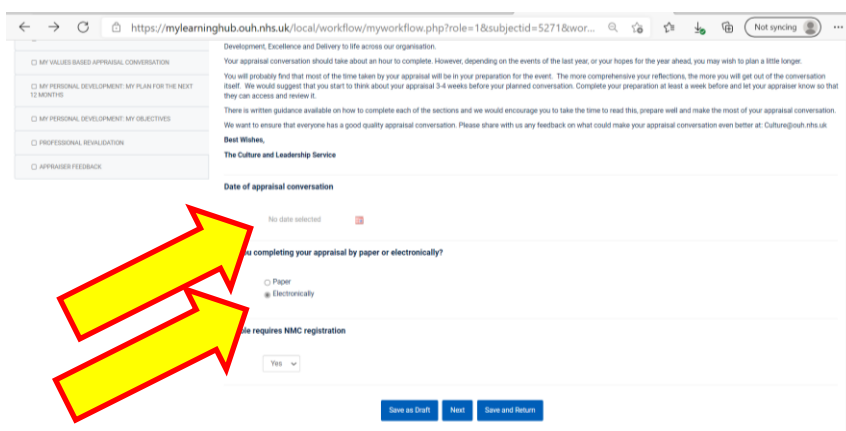 https://mylearninghub.ouh.nhs.uk/local/workflow/myworkflow.php?role=1&subjectid=5271&wor...
Not syncing
MY VALUES BASED APPRAISAL CONVERSATION
MY PERSONAL DEVELOPMENT: MY PLAN FOR THE NEXT
12 MONTHS
MY PERSONAL DEVELOPMENT: MY OBJECTIVES
PROFESSIONAL REVALIDATION
APPRAISER FEEDBACK
Development, Excellence and Delivery to life across our organisation.
Your appraisal conversation should take about an hour to complete. However, depending on the events of the last year, or your hopes for the year ahead, you may wish to plan a little longer.
You will probably find that most of the time taken by your appraisal will be in your preparation for the event. The more comprehensive your reflections, the more you will get out of the conversation
itself. We would suggest that you start to think about your appraisal 3-4 weeks before your planned conversation. Complete your preparation at least a week before and let your appraiser know so that
they can access and review it.
There is written guidance available on how to complete each of the sections and we would encourage you to take the time to read this, prepare well and make the most of your appraisal conversation.
We want to ensure that everyone has a good quality appraisal conversation. Please share with us any feedback on what could make your appraisal conversation even better at: Culture@ouh.nhs.uk
Best Wishes,
The Culture and Leadership Service
Date of appraisal conversation
No date selected
completing your appraisal by paper or electronically?
Paper
Electronically
requires NMC registration
Yes
Save as Draft
Next
Save and Return